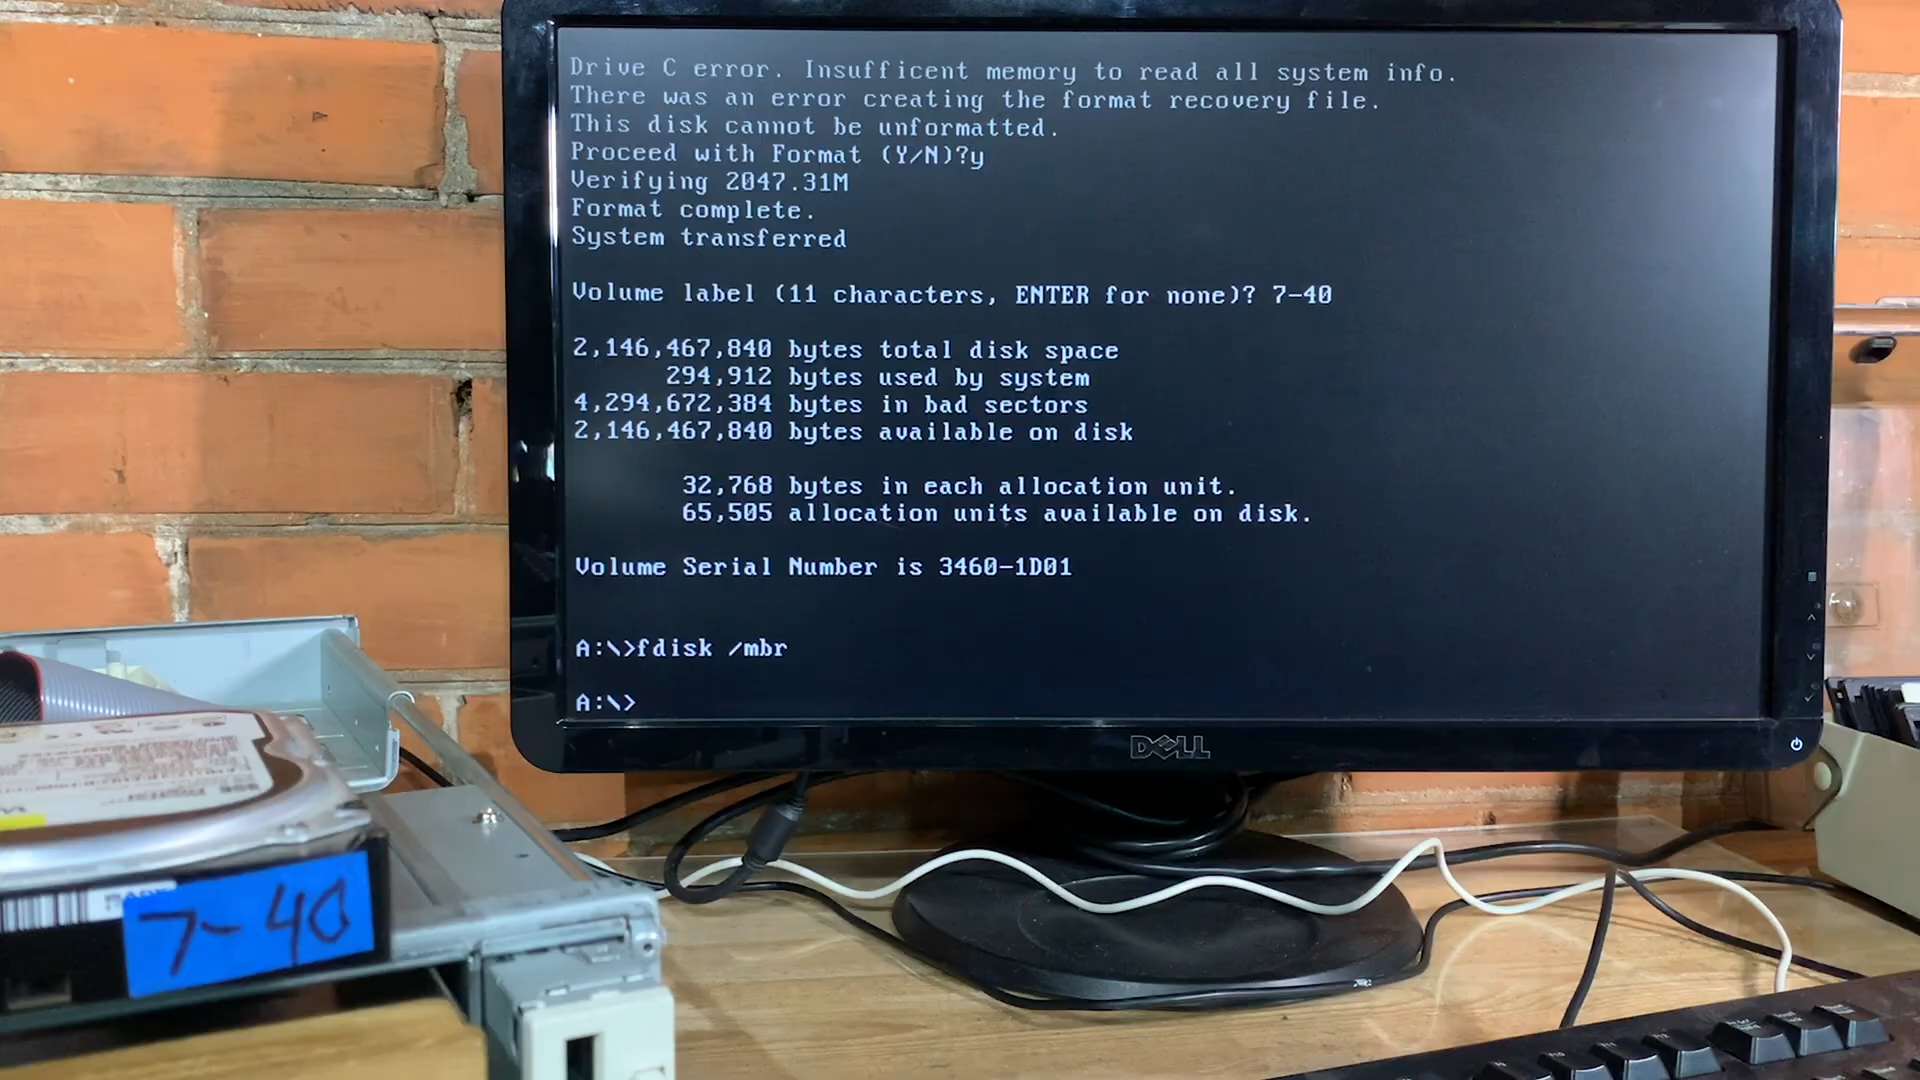 Drive C error. Insufficent memory to read all system info.
There was an error creating the format recovery file.
This disk cannot be unformatted.
Proceed with Format (Y/N)?y
Verifying 2047.31M
Format complete.
System transferred
Volume label (11 characters, ENTER for none)? 7-40
2,146,467,840 bytes total disk space
294,912 bytes used by system
4,294,672,384 bytes in bad sectors
2,146,467,840 bytes available on disk
32,768 bytes in each allocation unit.
65,505 allocation units available on disk.
Volume Serial Number is 3460-1D01
A:\>fdisk /mbr
A:\>
DELL
7-40